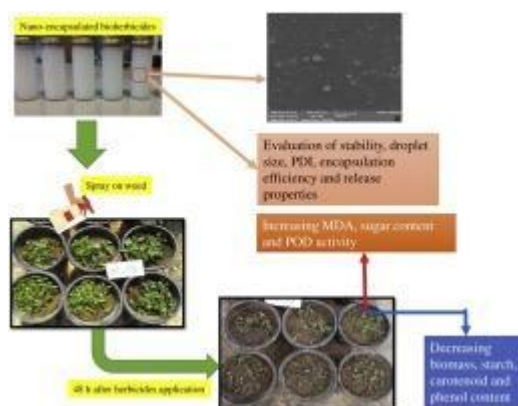 Nano-encapsulated bioherbicides
Evaluation of stability, droplet
size, PDI, encapsulation
efficiency and release
properties
Spray on weed
Increasing MDA, sugar content
and POD activity
Decreasing
biomass, starch,
carotenoid and
phenol content
48 h after herbicides application